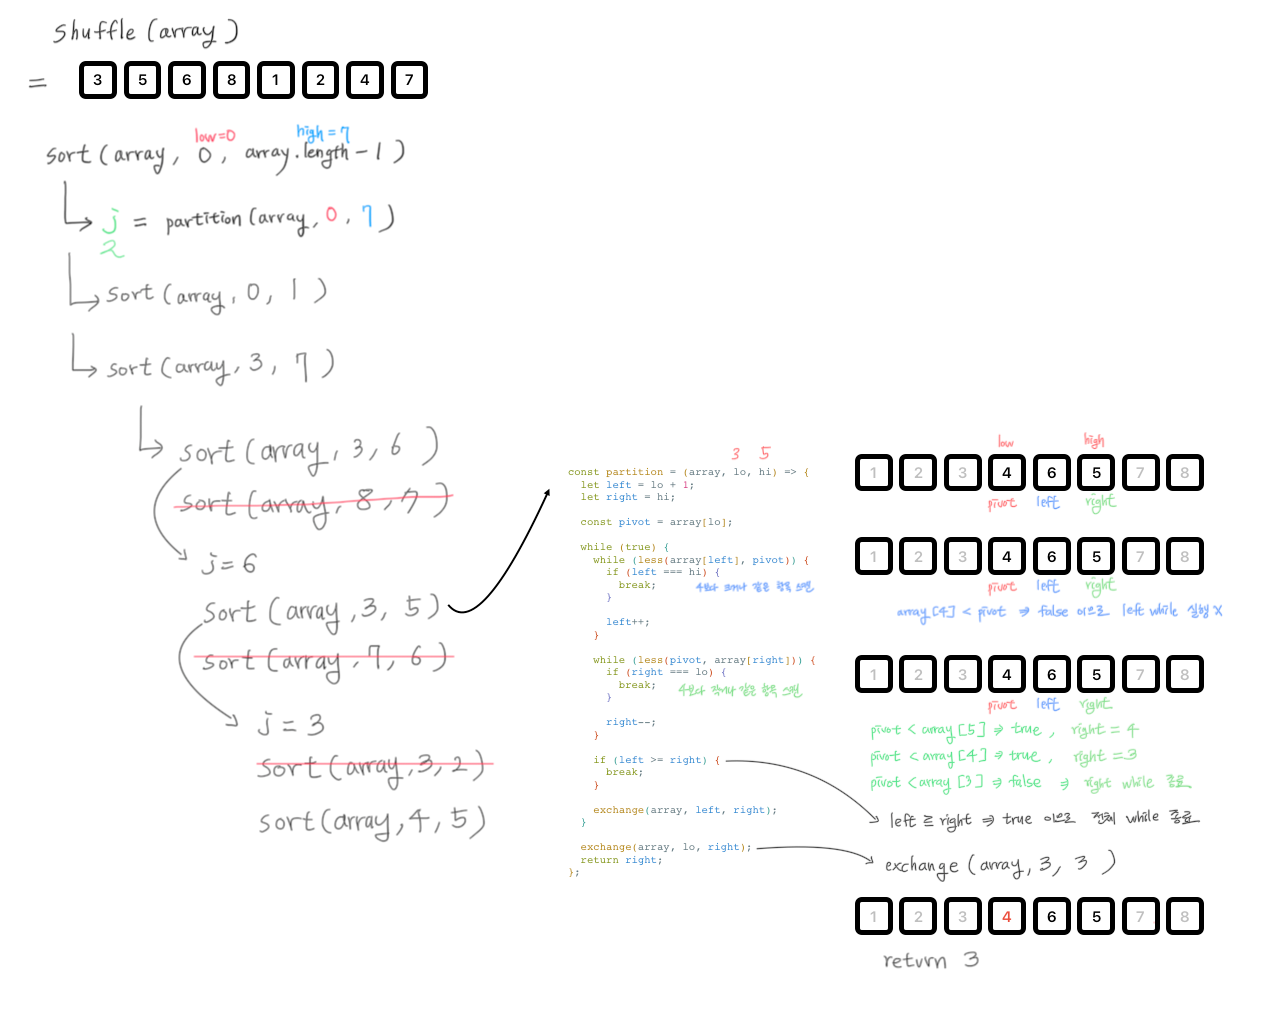 shuffle (array)
= 3 5 6 8 1 2 4 7
low=0 high = 7
sort (array, 0, array.length - 1)
j = partition (array, 0, 7)
2
sort (array, 0, 1)
sort (array, 3, 7)
sort (array, 3, 6)
sort (array, 8, 7)
j = 6
sort (array, 3, 5)
sort (array, 7, 6)
j = 3
sort (array, 3, 2)
sort (array, 4, 5)
3 5
const partition = (array, lo, hi) => {
let left = lo + 1;
let right = hi;
const pivot = array[lo];
while (true) {
while (less(array[left], pivot)) {
if (left === hi) {
break; 4보다 크거나 같은 항목 스캔
}
left++;
}
while (less(pivot, array[right])) {
if (right === lo) {
break; 4보다 작거나 같은 항목 스캔
}
right--;
}
if (left >= right) {
break;
}
exchange(array, left, right);
}
exchange(array, lo, right);
return right;
};
low high
1 2 3 4 6 5 7 8
pivot left right
1 2 3 4 6 5 7 8
pivot left right
array [4] < pivot ⇒ false 이므로 left while 실행 X
1 2 3 4 6 5 7 8
pivot left right
pivot < array [5] ⇒ true, right = 4
pivot < array [4] ⇒ true, right = 3
pivot < array [3] ⇒ false ⇒ right while 종료
left ≧ right ⇒ true 이므로 전체 while 종료
exchange (array, 3, 3)
1 2 3 4 6 5 7 8
return 3